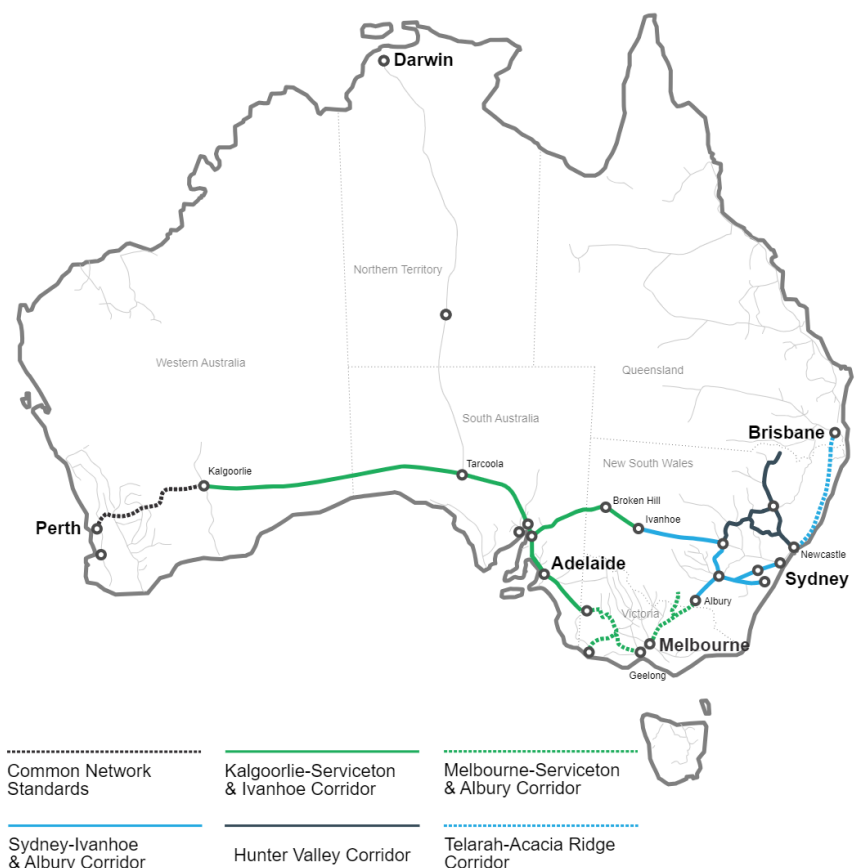 Darwin
Northern Territory
Western Australia
Queensland
South Australia
Brisbane
New South Wales
Kalgoorlie
Tarcoola
Broken Hill
Ivanhoe
Perth
Newcastle
Adelaide
Sydney
Albury
Victoria
Melbourne
Geelong
Common Network
Standards
Kalgoorlie-Serviceton
& Ivanhoe Corridor
Melbourne-Serviceton
& Albury Corridor
Sydney-Ivanhoe
& Albury Corridor
Hunter Valley Corridor
Telarah-Acacia Ridge
Corridor